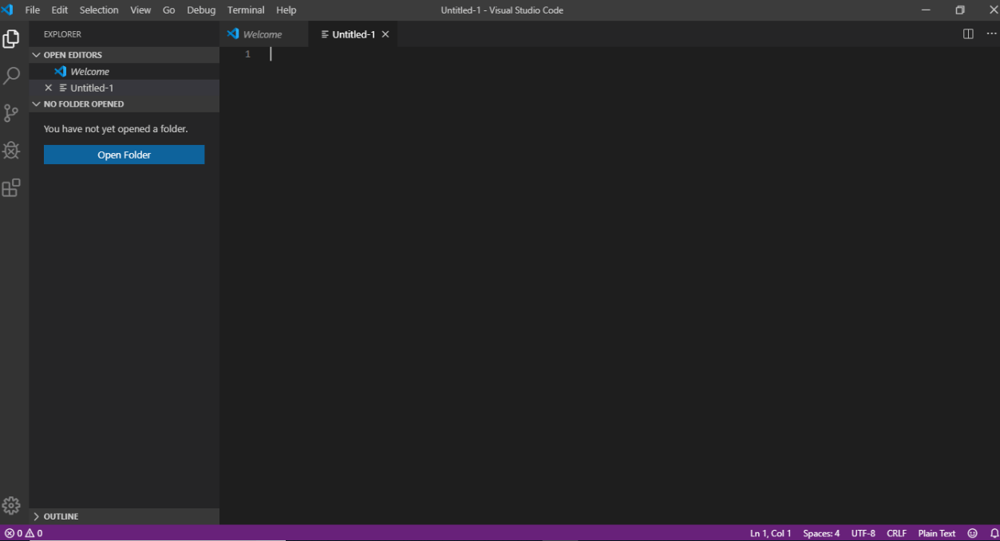 File Edit Selection View Go Debug Terminal Help Untitled-1 - Visual Studio Code
EXPLORER
OPEN EDITORS
Welcome
Untitled-1
NO FOLDER OPENED
You have not yet opened a folder.
Open Folder
OUTLINE
Welcome Untitled-1
1
0 0 Ln 1, Col 1 Spaces: 4 UTF-8 CRLF Plain Text